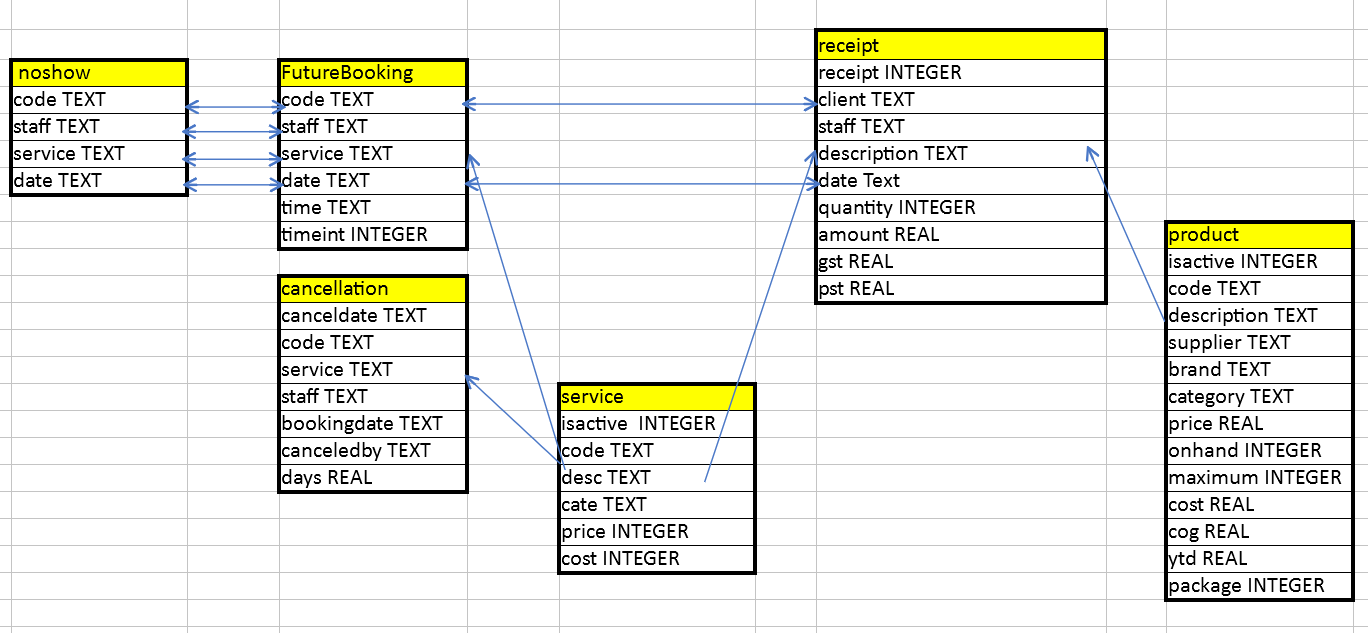 noshow
code TEXT
staff TEXT
service TEXT
date TEXT
FutureBooking
code TEXT
staff TEXT
service TEXT
date TEXT
time TEXT
timeint INTEGER
cancellation
canceldate TEXT
code TEXT
service TEXT
staff TEXT
bookingdate TEXT
canceledby TEXT
days REAL
service
isactive  INTEGER
code TEXT
desc TEXT
cate TEXT
price INTEGER
cost INTEGER
receipt
receipt INTEGER
client TEXT
staff TEXT
description TEXT
date Text
quantity INTEGER
amount REAL
gst REAL
pst REAL
product
isactive INTEGER
code TEXT
description TEXT
supplier TEXT
brand TEXT
category TEXT
price REAL
onhand INTEGER
maximum INTEGER
cost REAL
cog REAL
ytd REAL
package INTEGER